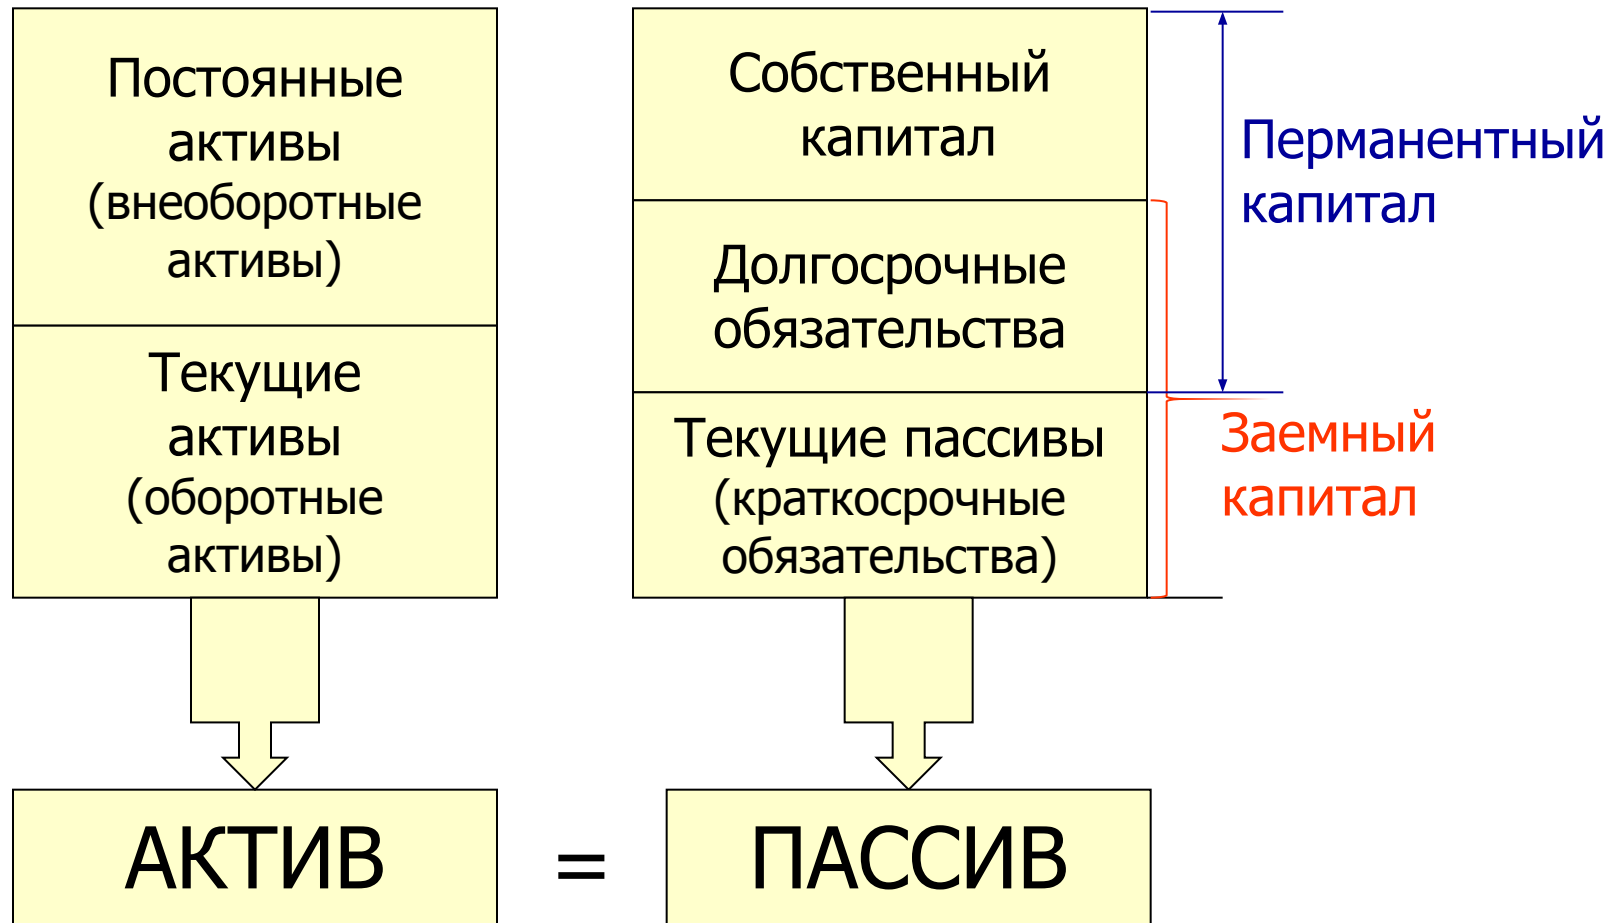 Постоянные
активы
(внеоборотные
активы)
Текущие
активы
(оборотные
активы)
Собственный
капитал
Долгосрочные
обязательства
Текущие пассивы
(краткосрочные
обязательства)
Перманентный
капитал
Заемный
капитал
АКТИВ = ПАССИВ